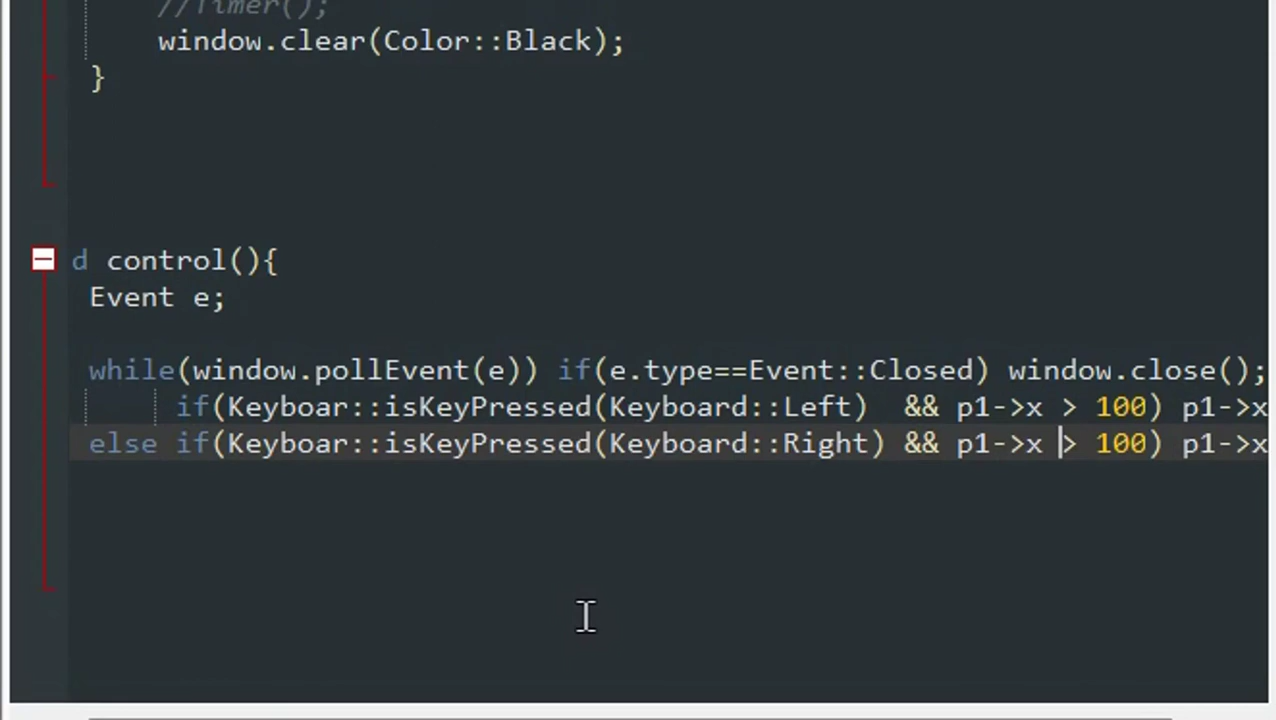 //Timer();
window.clear(Color::Black);
}
d control(){
Event e;
while(window.pollEvent(e)) if(e.type==Event::Closed) window.close();
if(Keyboar::isKeyPressed(Keyboard::Left)  && p1->x > 100) p1->x
else if(Keyboar::isKeyPressed(Keyboard::Right) && p1->x > 100) p1->x